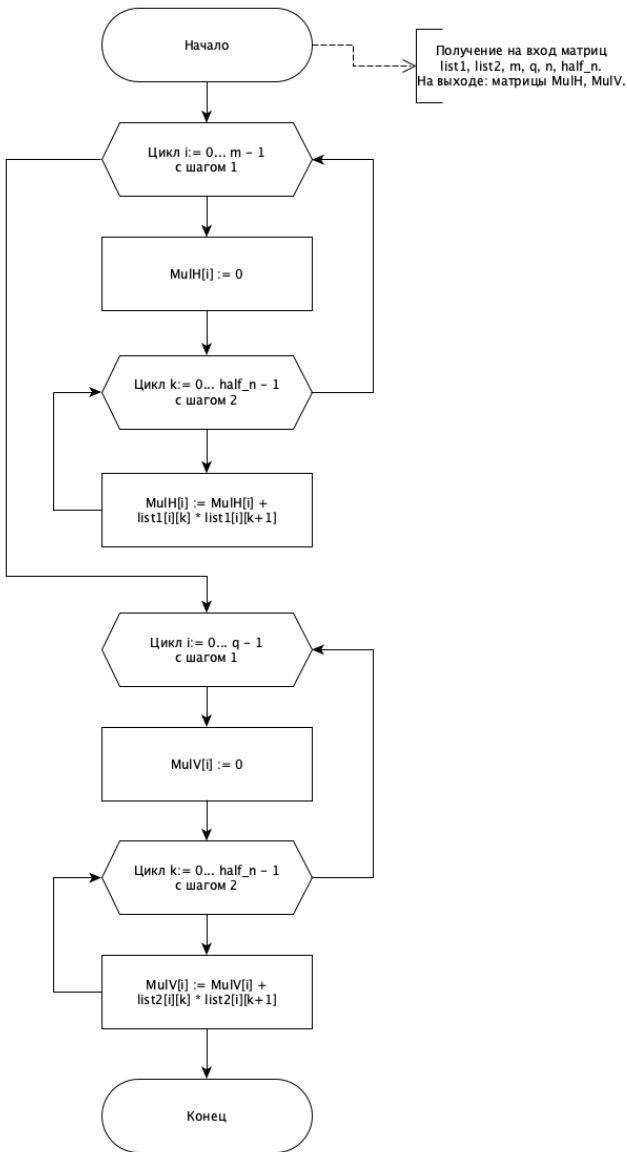 Начало
Получение на вход матриц
list1, list2, m, q, n, half_n.
На выходе: матрицы MulH, MulV.
Цикл i:= 0... m – 1
с шагом 1
MulH[i] := 0
Цикл k:= 0... half_n – 1
с шагом 2
MulH[i] := MulH[i] +
list1[i][k] * list1[i][k+1]
Цикл i:= 0... q – 1
с шагом 1
MulV[i] := 0
Цикл k:= 0... half_n – 1
с шагом 2
MulV[i] := MulV[i] +
list2[i][k] * list2[i][k+1]
Конец